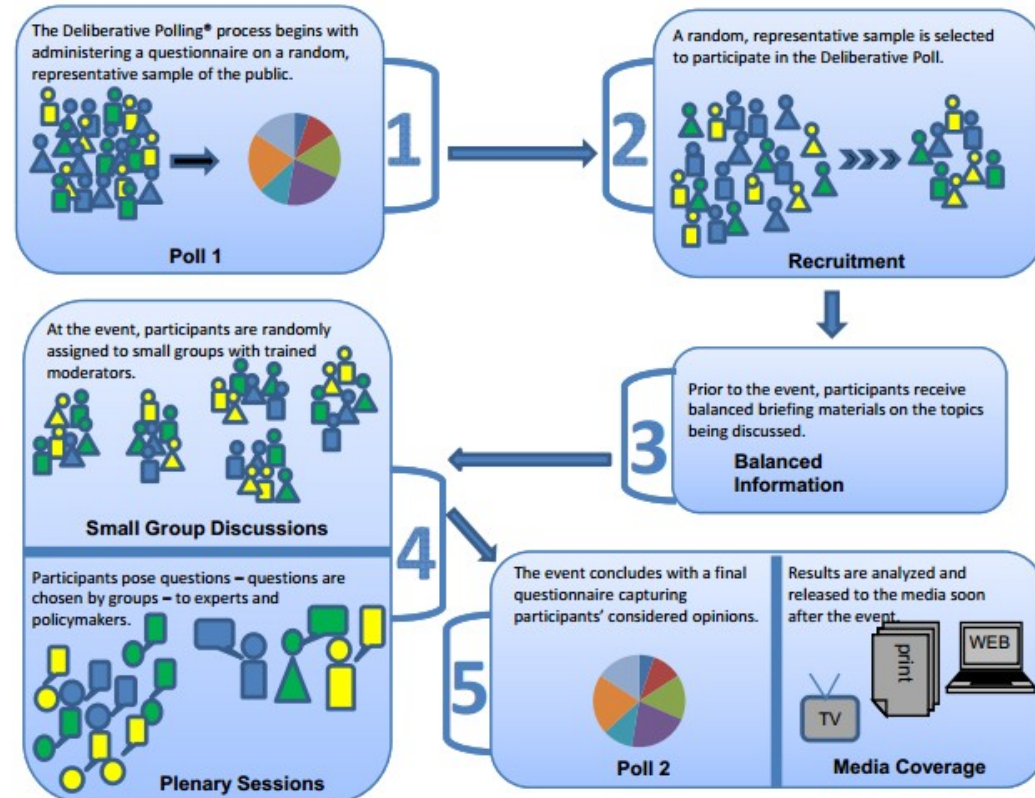 The Deliberative Polling® process begins with
administering a questionnaire on a random,
representative sample of the public.
1
Poll 1
2
A random, representative sample is selected
to participate in the Deliberative Poll.
Recruitment
3
Prior to the event, participants receive
balanced briefing materials on the topics
being discussed.
Balanced
Information
4
At the event, participants are randomly
assigned to small groups with trained
moderators.
Small Group Discussions
Participants pose questions – questions are
chosen by groups – to experts and
policymakers.
Plenary Sessions
5
The event concludes with a final
questionnaire capturing
participants’ considered opinions.
Poll 2
Results are analyzed and
released to the media soon
after the event.
TV
print
WEB
Media Coverage